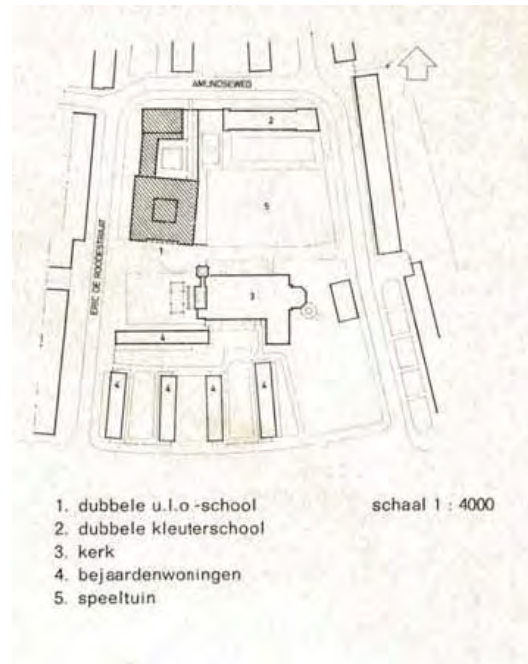 AMUNDSEWEG
2
5
ERIC DE ROODESTRAAT
1
3
4
4
4
4
4
1. dubbele u.l.o -school
schaal 1 : 4000
2. dubbele kleuterschool
3. kerk
4. bejaardenwoningen
5. speeltuin